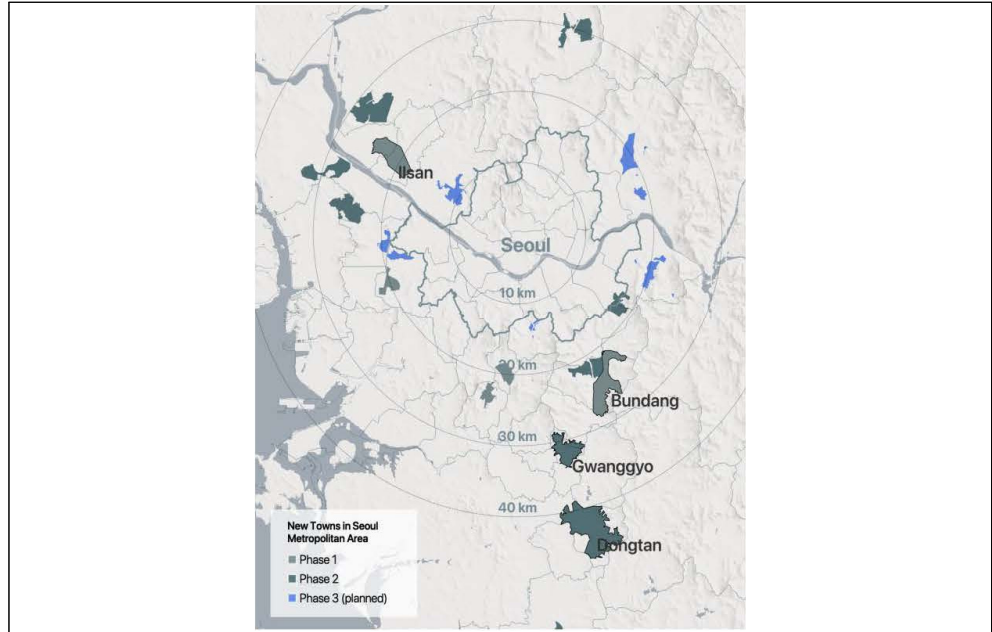 Ilsan
Seoul
10 km
20 km
Bundang
30 km
Gwanggyo
40 km
Dongtan
New Towns in Seoul
Metropolitan Area
Phase 1
Phase 2
Phase 3 (planned)